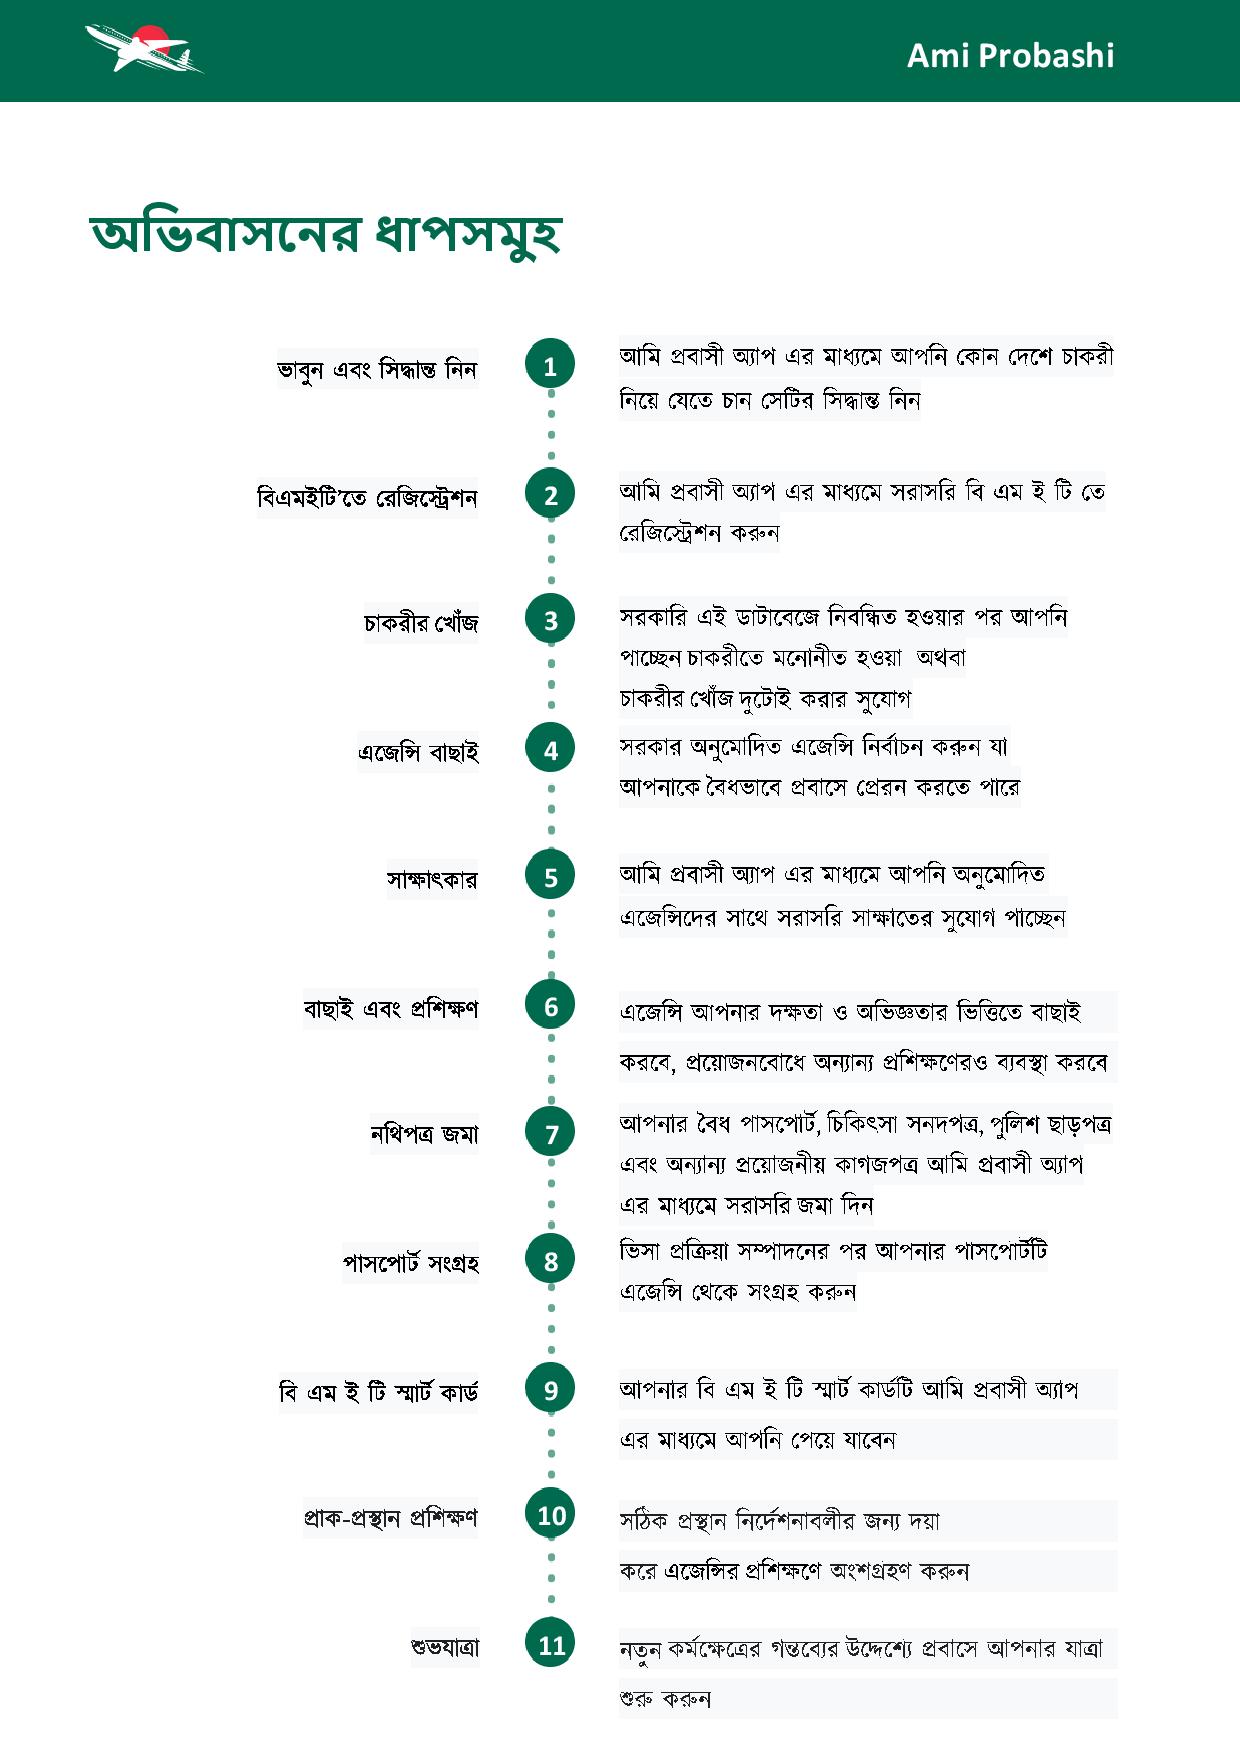 Ami Probashi
অভিবাসনের ধাপসমুহ
ভাবুন এবং সিদ্ধান্ত নিন
1
আমি প্রবাসী অ্যাপ এর মাধ্যমে আপনি কোন দেশে চাকরী
নিয়ে যেতে চান সেটির সিদ্ধান্ত নিন
বিএমইটি'তে রেজিস্ট্রেশন
2
আমি প্রবাসী অ্যাপ এর মাধ্যমে সরাসরি বি এম ই টি তে
রেজিস্ট্রেশন করুন
চাকরীর খোঁজ
3
সরকারি এই ডাটাবেজে নিবন্ধিত হওয়ার পর আপনি
পাচ্ছেন চাকরীতে মনোনীত হওয়া অথবা
চাকরীর খোঁজ দুটোই করার সুযোগ
এজেন্সি বাছাই
4
সরকার অনুমোদিত এজেন্সি নির্বাচন করুন যা
আপনাকে বৈধভাবে প্রবাসে প্রেরন করতে পারে
সাক্ষাৎকার
5
আমি প্রবাসী অ্যাপ এর মাধ্যমে আপনি অনুমোদিত
এজেন্সিদের সাথে সরাসরি সাক্ষাতের সুযোগ পাচ্ছেন
বাছাই এবং প্রশিক্ষণ
6
এজেন্সি আপনার দক্ষতা ও অভিজ্ঞতার ভিত্তিতে বাছাই
করবে, প্রয়োজনবোধে অন্যান্য প্রশিক্ষণেরও ব্যবস্থা করবে
নথিপত্র জমা
7
আপনার বৈধ পাসপোর্ট, চিকিৎসা সনদপত্র, পুলিশ ছাড়পত্র
এবং অন্যান্য প্রয়োজনীয় কাগজপত্র আমি প্রবাসী অ্যাপ
এর মাধ্যমে সরাসরি জমা দিন
পাসপোর্ট সংগ্রহ
8
ভিসা প্রক্রিয়া সম্পাদনের পর আপনার পাসপোর্টটি
এজেন্সি থেকে সংগ্রহ করুন
বি এম ই টি স্মার্ট কার্ড
9
আপনার বি এম ই টি স্মার্ট কার্ডটি আমি প্রবাসী অ্যাপ
এর মাধ্যমে আপনি পেয়ে যাবেন
প্রাক-প্রস্থান প্রশিক্ষণ
10
সঠিক প্রস্থান নির্দেশনাবলীর জন্য দয়া
করে এজেন্সির প্রশিক্ষণে অংশগ্রহণ করুন
শুভযাত্রা
11
নতুন কর্মক্ষেত্রের গন্তব্যের উদ্দেশ্যে প্রবাসে আপনার যাত্রা
শুরু করুন